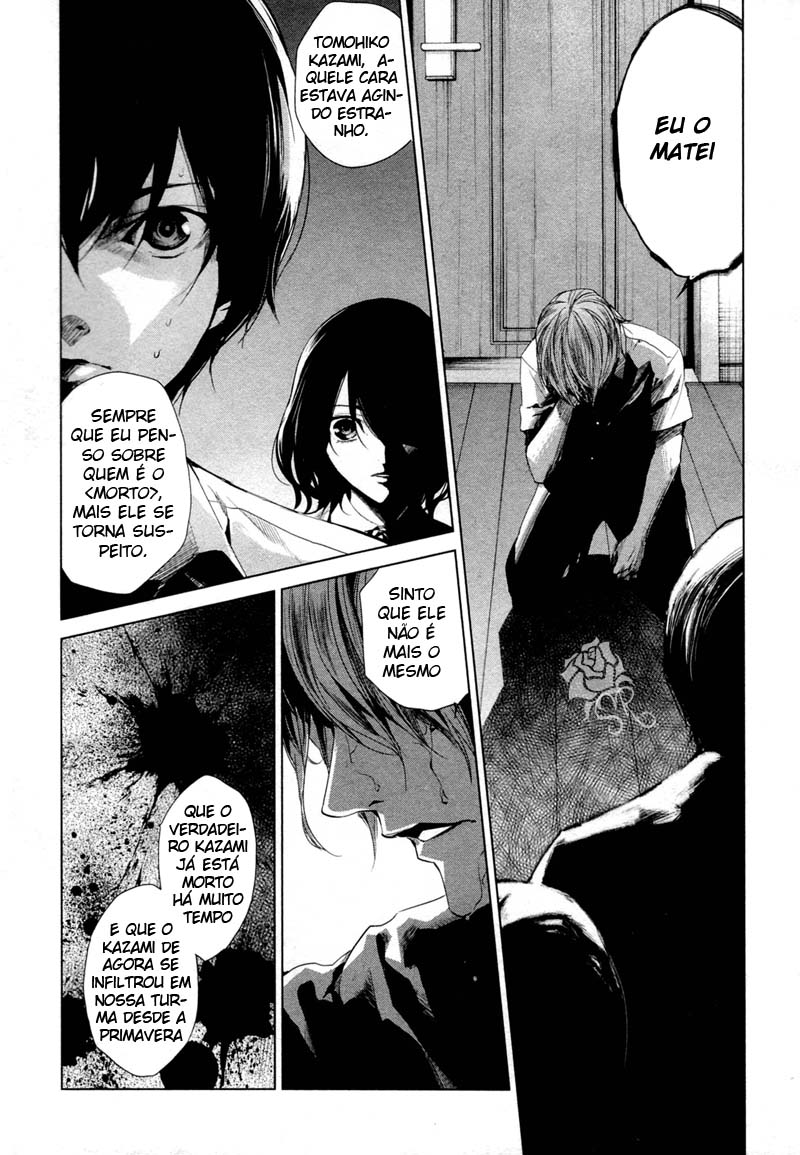 EU O
MATEI
TOMOHIKO
KAZAMI, A-
QUELE CARA
ESTAVA AGIN-
DO ESTRA-
NHO.
SEMPRE
QUE EU PEN-
SO SOBRE
QUEM É O
<MORTO>,
MAIS ELE SE
TORNA SUS-
PEITO.
SINTO
QUE ELE
NÃO É
MAIS O
MESMO
QUE O
VERDADEI-
RO KAZAMI
JÁ ESTÁ
MORTO
HÁ MUITO
TEMPO
E QUE O
KAZAMI DE
AGORA SE
INFILTROU EM
NOSSA TUR-
MA DESDE A
PRIMAVERA